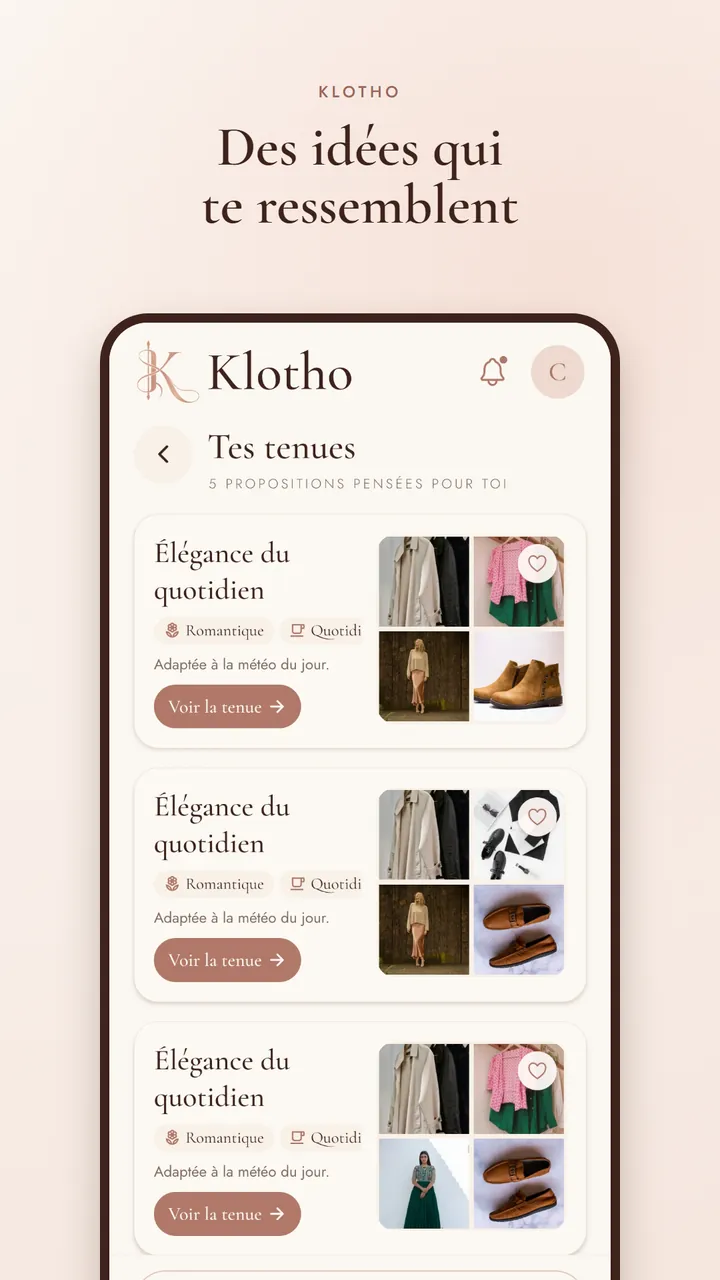 KLOTHO
Des idées qui
te ressemblent
Klotho
C
Tes tenues
5 PROPOSITIONS PENSÉES POUR TOI
Élégance du
quotidien
Romantique
Quotidi
Adaptée à la météo du jour.
Voir la tenue →
Élégance du
quotidien
Romantique
Quotidi
Adaptée à la météo du jour.
Voir la tenue →
Élégance du
quotidien
Romantique
Quotidi
Adaptée à la météo du jour.
Voir la tenue →